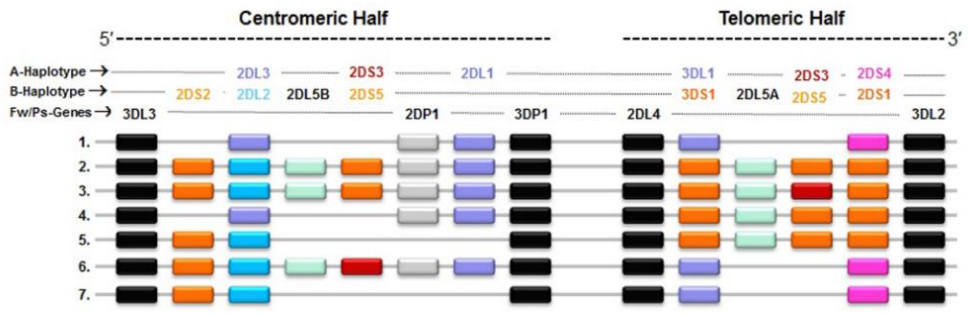 Centromeric Half Telomeric Half
5′ 3′
A-Haplotype → 2DL3 2DS3 2DL1 3DL1 2DS3 2DS4
B-Haplotype → 2DS2 2DL2 2DL5B 2DS5 3DS1 2DL5A 2DS5 2DS1
Fw/Ps-Genes → 3DL3 2DP1 3DP1 2DL4 3DL2
1.
2.
3.
4.
5.
6.
7.